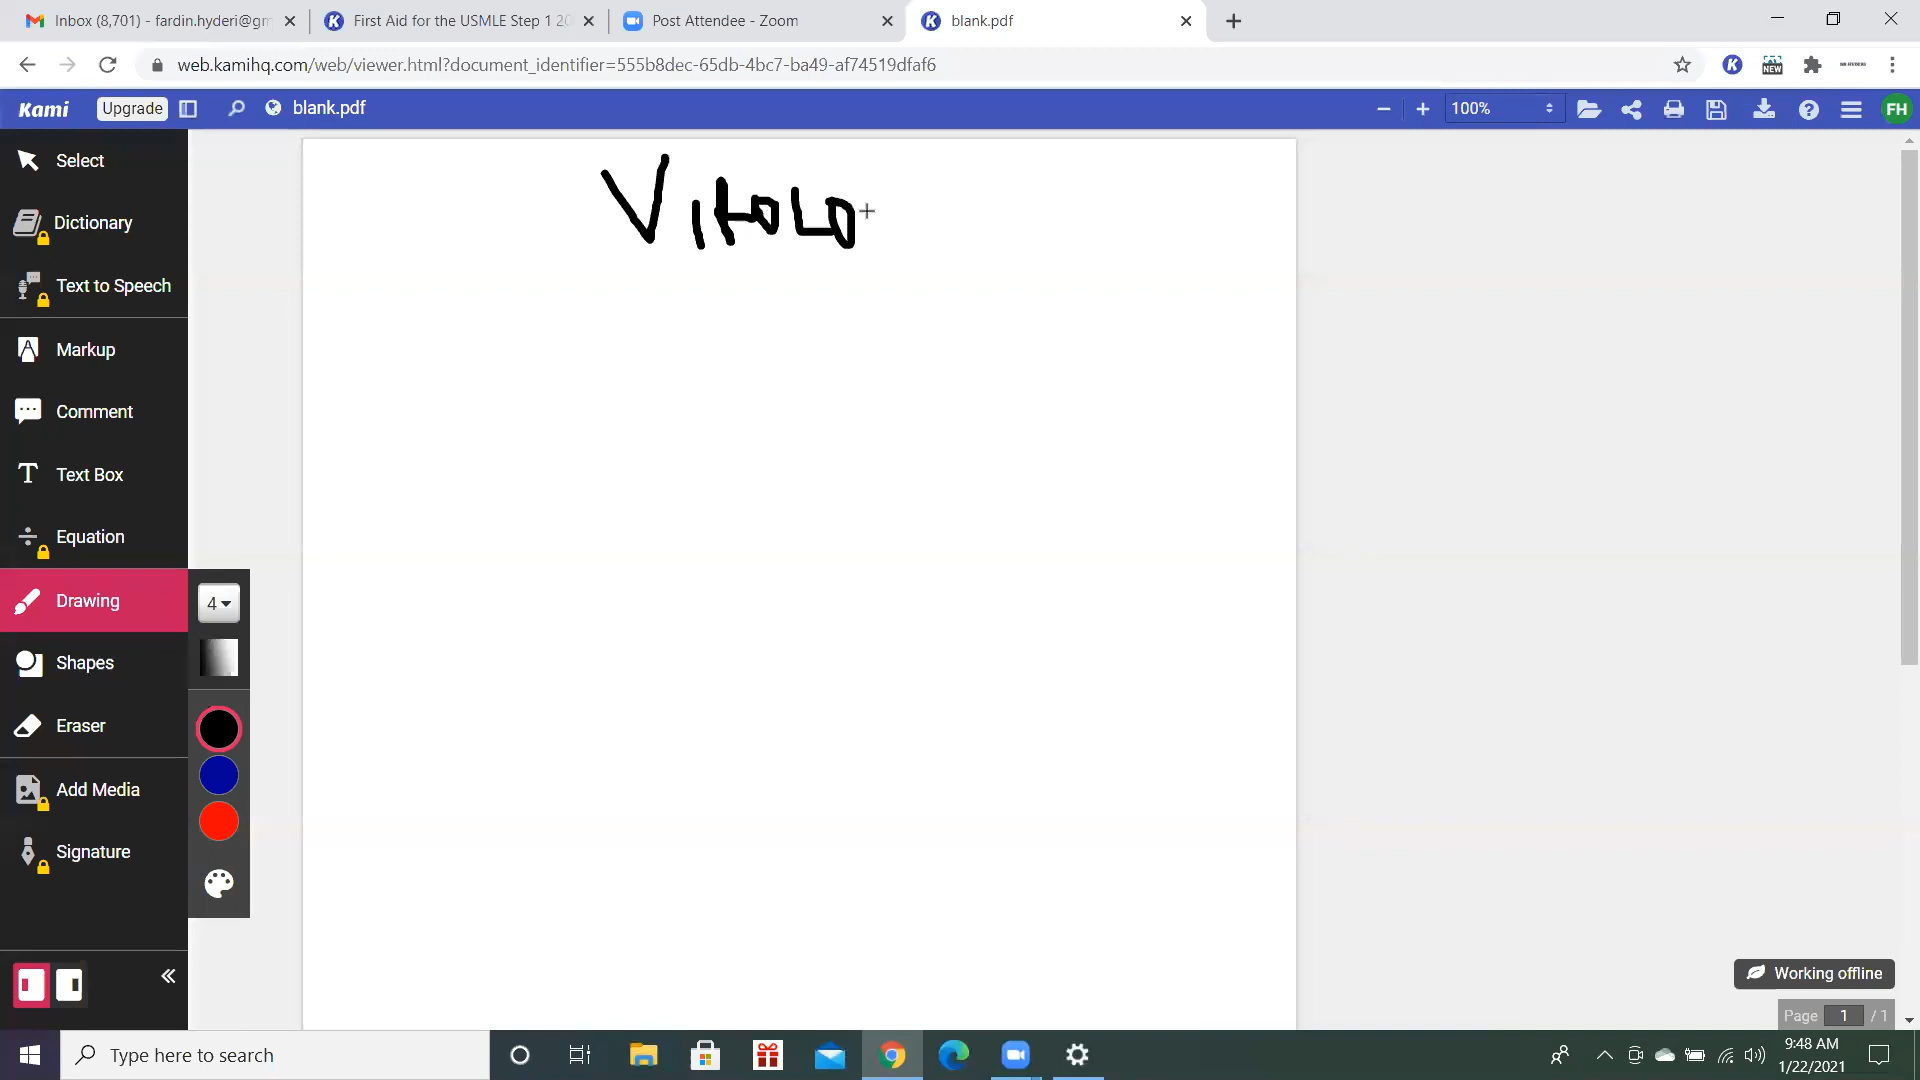 Inbox (8,701) - fardin.hyderi@gm
First Aid for the USMLE Step 1 20
Post Attendee - Zoom
blank.pdf
web.kamihq.com/web/viewer.html?document_identifier=555b8dec-65db-4bc7-ba49-af74519dfaf6
NEW
Kami
Upgrade
blank.pdf
100%
FH
Select
Dictionary
Text to Speech
Markup
Comment
Text Box
Equation
Drawing
4
Shapes
Eraser
Add Media
Signature
Working offline
Page 1 / 1
Type here to search
9:48 AM
1/22/2021